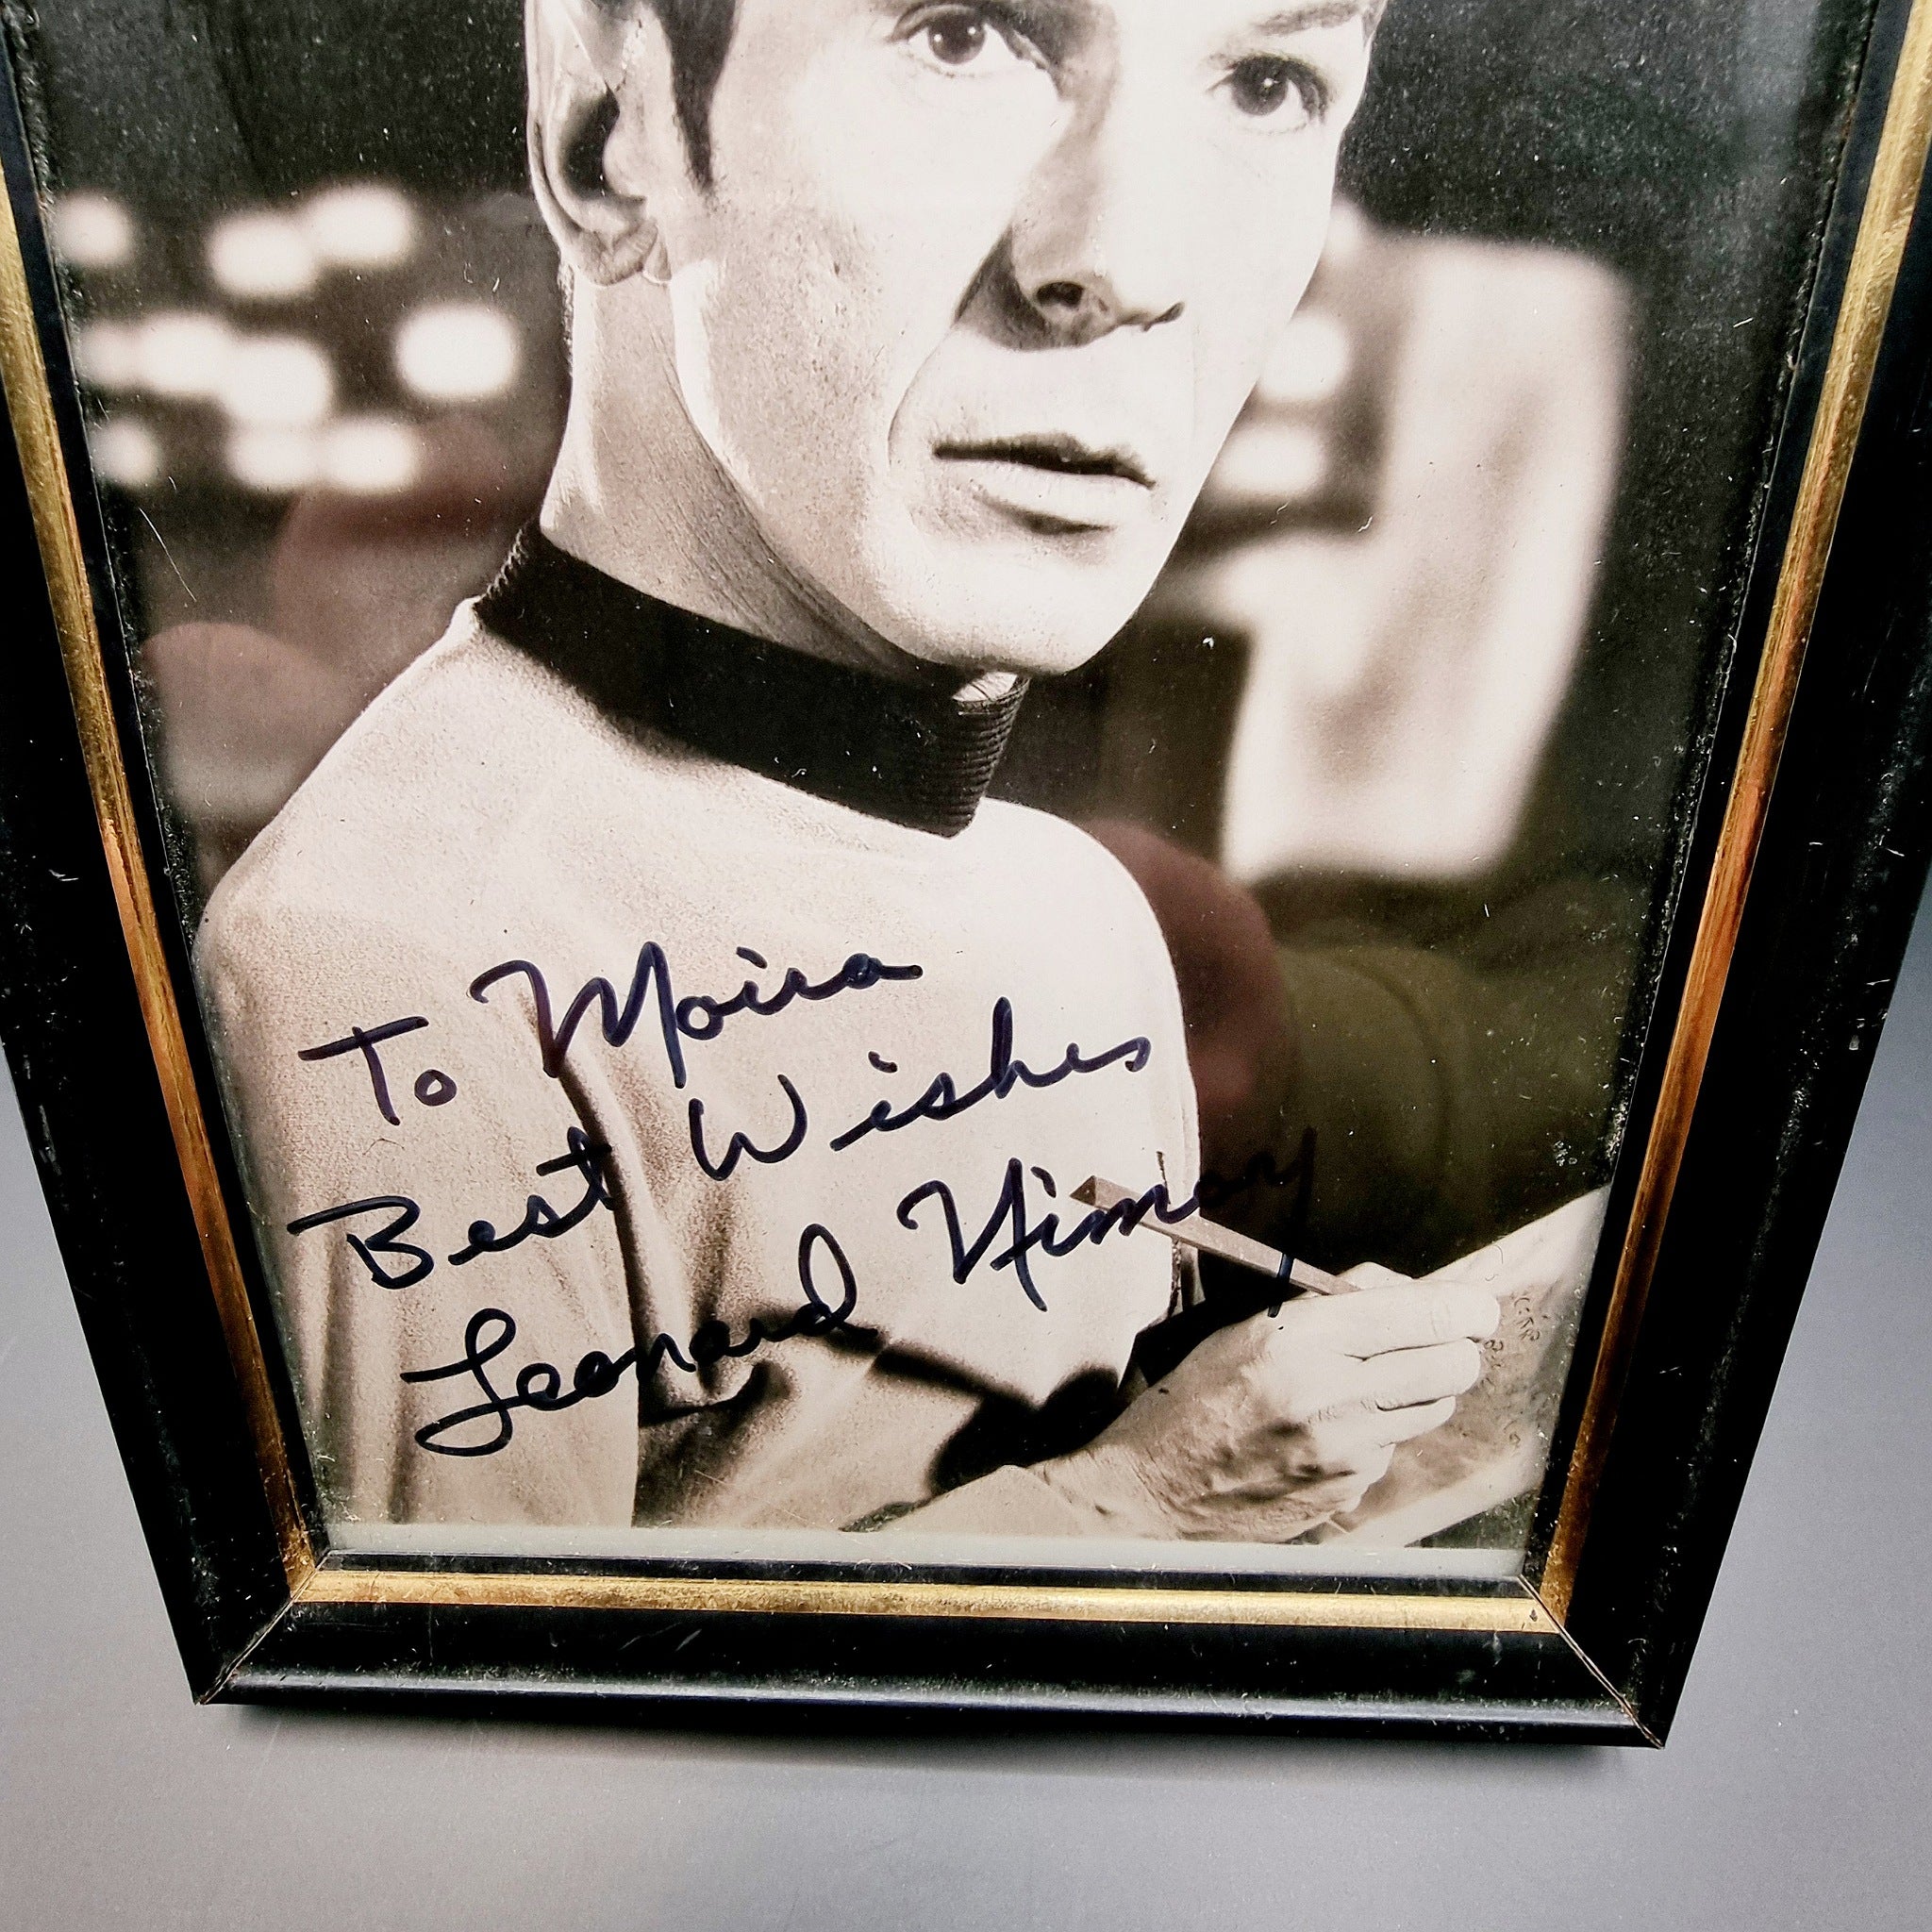 To Moira
Best Wishes
Leonard Nimoy